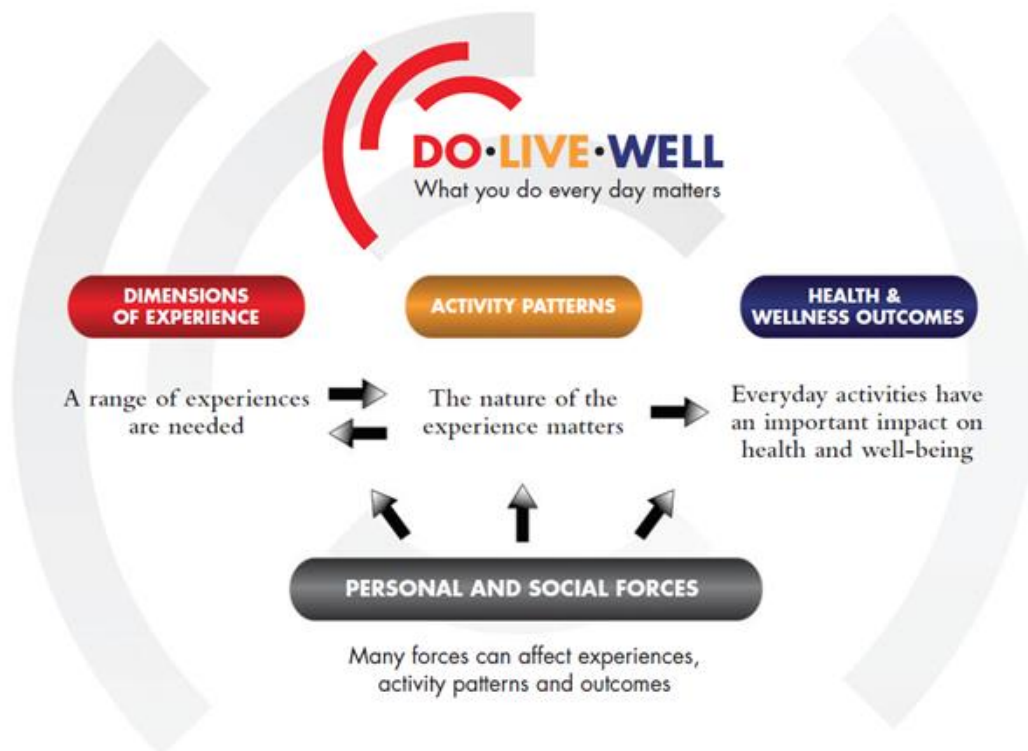 DO•LIVE•WELL
What you do every day matters
DIMENSIONS
OF EXPERIENCE
A range of experiences
are needed
ACTIVITY PATTERNS
The nature of the
experience matters
HEALTH &
WELLNESS OUTCOMES
Everyday activities have
an important impact on
health and well-being
PERSONAL AND SOCIAL FORCES
Many forces can affect experiences,
activity patterns and outcomes